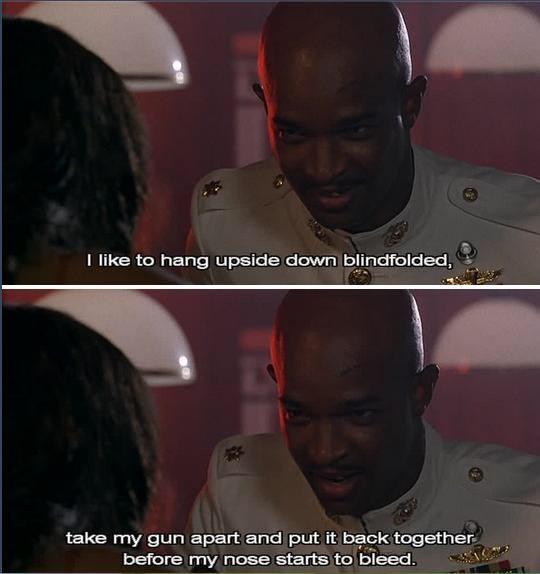 I like to hang upside down blindfolded,
take my gun apart and put it back together
before my nose starts to bleed.